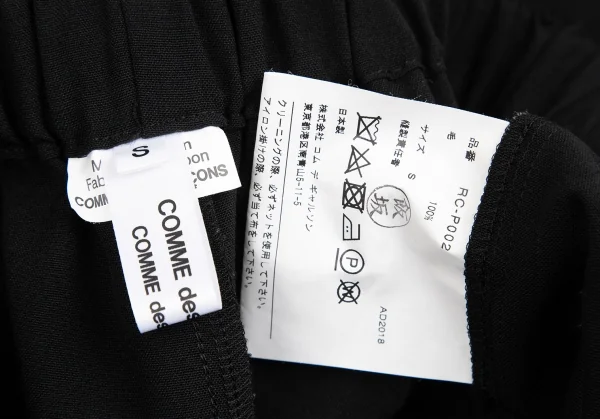 S
M
on
Fab
CONS
COMM
COMME des
COMME des
品番 RC-P002
毛 100%
サイズ S
縫製責任者 飯坂
日本製
株式会社 コム デ ギャルソン
東京都港区南青山5-11-5
クリーニングの際、必ずネットを使用して下さい。
アイロン掛けの際、必ず当て布をして下さい。
P
AD2018